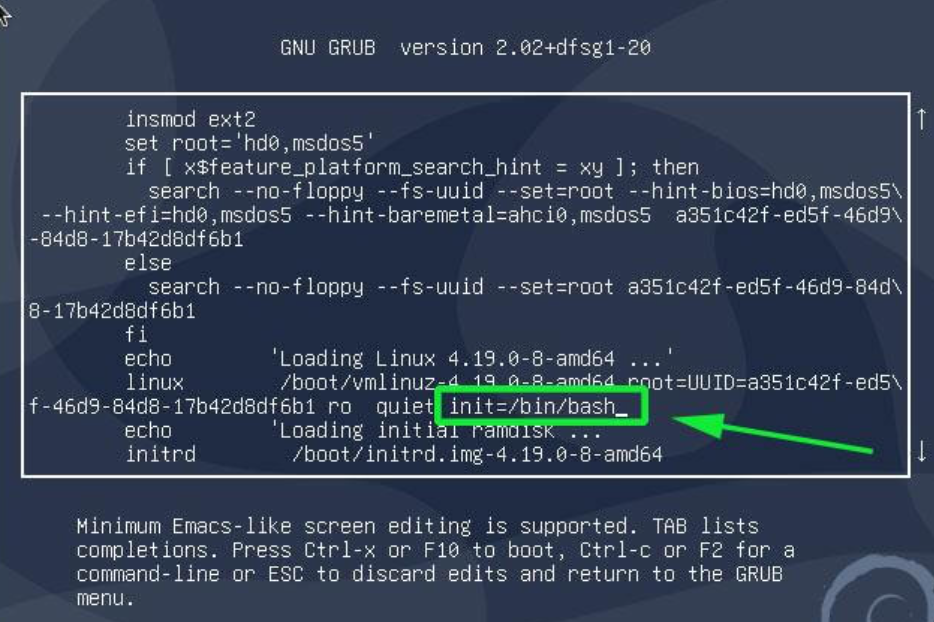 GNU GRUB version 2.02+dfsg1-20
insmod ext2
set root='hd0,msdos5'
if [ x$feature_platform_search_hint = xy ]; then
search --no-floppy --fs-uuid --set=root --hint-bios=hd0,msdos5\
--hint-efi=hd0,msdos5 --hint-baremetal=ahci0,msdos5 a351c42f-ed5f-46d9\
-84d8-17b42d8df6b1
else
search --no-floppy --fs-uuid --set=root a351c42f-ed5f-46d9-84d\
8-17b42d8df6b1
fi
echo 'Loading Linux 4.19.0-8-amd64 ...'
linux /boot/vmlinuz-4.19.0-8-amd64 root=UUID=a351c42f-ed5\
f-46d9-84d8-17b42d8df6b1 ro quiet init=/bin/bash_
echo 'Loading initial ramdisk ...'
initrd /boot/initrd.img-4.19.0-8-amd64
Minimum Emacs-like screen editing is supported. TAB lists
completions. Press Ctrl-x or F10 to boot, Ctrl-c or F2 for a
command-line or ESC to discard edits and return to the GRUB
menu.